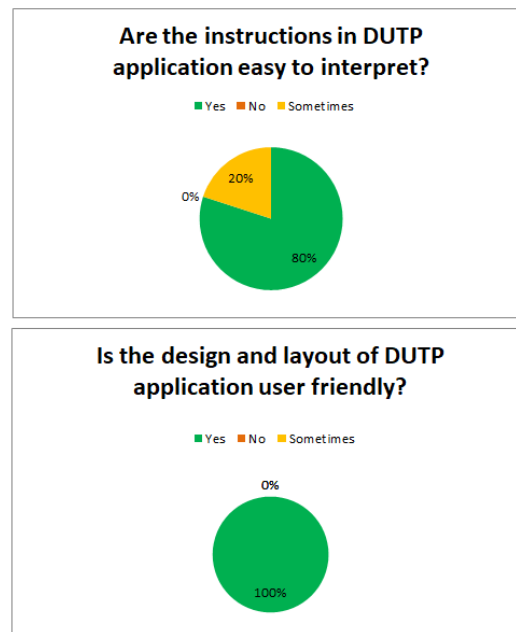 Are the instructions in DUTP
application easy to interpret?
Yes No Sometimes
20%
0%
80%
Is the design and layout of DUTP
application user friendly?
Yes No Sometimes
0%
100%